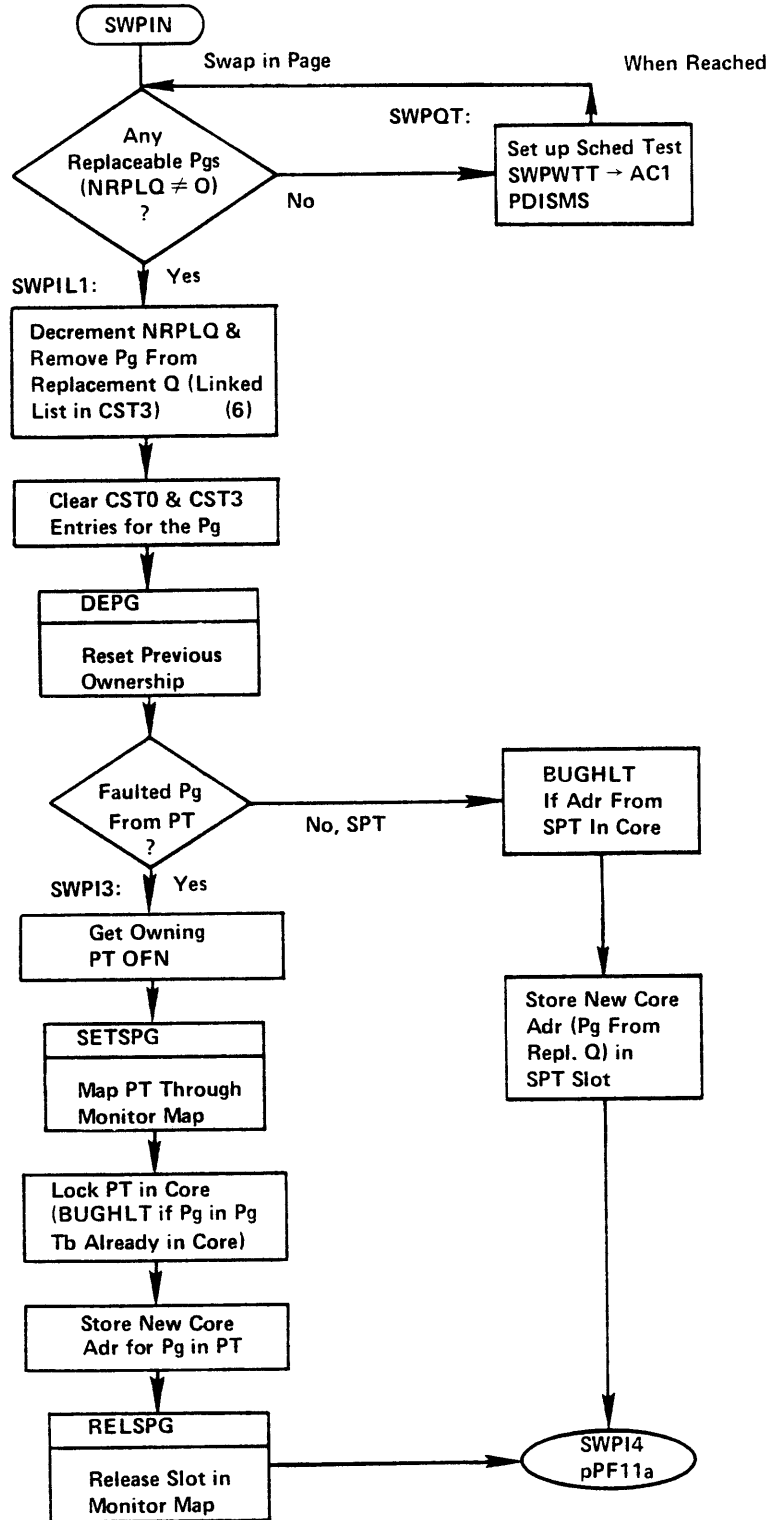 SWPIN
Swap in Page
When Reached
SWPQT:
Any
Replaceable Pgs
(NRPLQ ≠ O)
?
No
Set up Sched Test
SWPWTT → AC1
PDISMS
Yes
SWPIL1:
Decrement NRPLQ &
Remove Pg From
Replacement Q (Linked
List in CST3) (6)
Clear CST0 & CST3
Entries for the Pg
DEPG
Reset Previous
Ownership
Faulted Pg
From PT
?
No, SPT
BUGHLT
If Adr From
SPT In Core
SWPI3:
Yes
Get Owning
PT OFN
Store New Core
Adr (Pg From
Repl. Q) in
SPT Slot
SETSPG
Map PT Through
Monitor Map
Lock PT in Core
(BUGHLT if Pg in Pg
Tb Already in Core)
Store New Core
Adr for Pg in PT
RELSPG
Release Slot in
Monitor Map
SWPI4
pPF11a